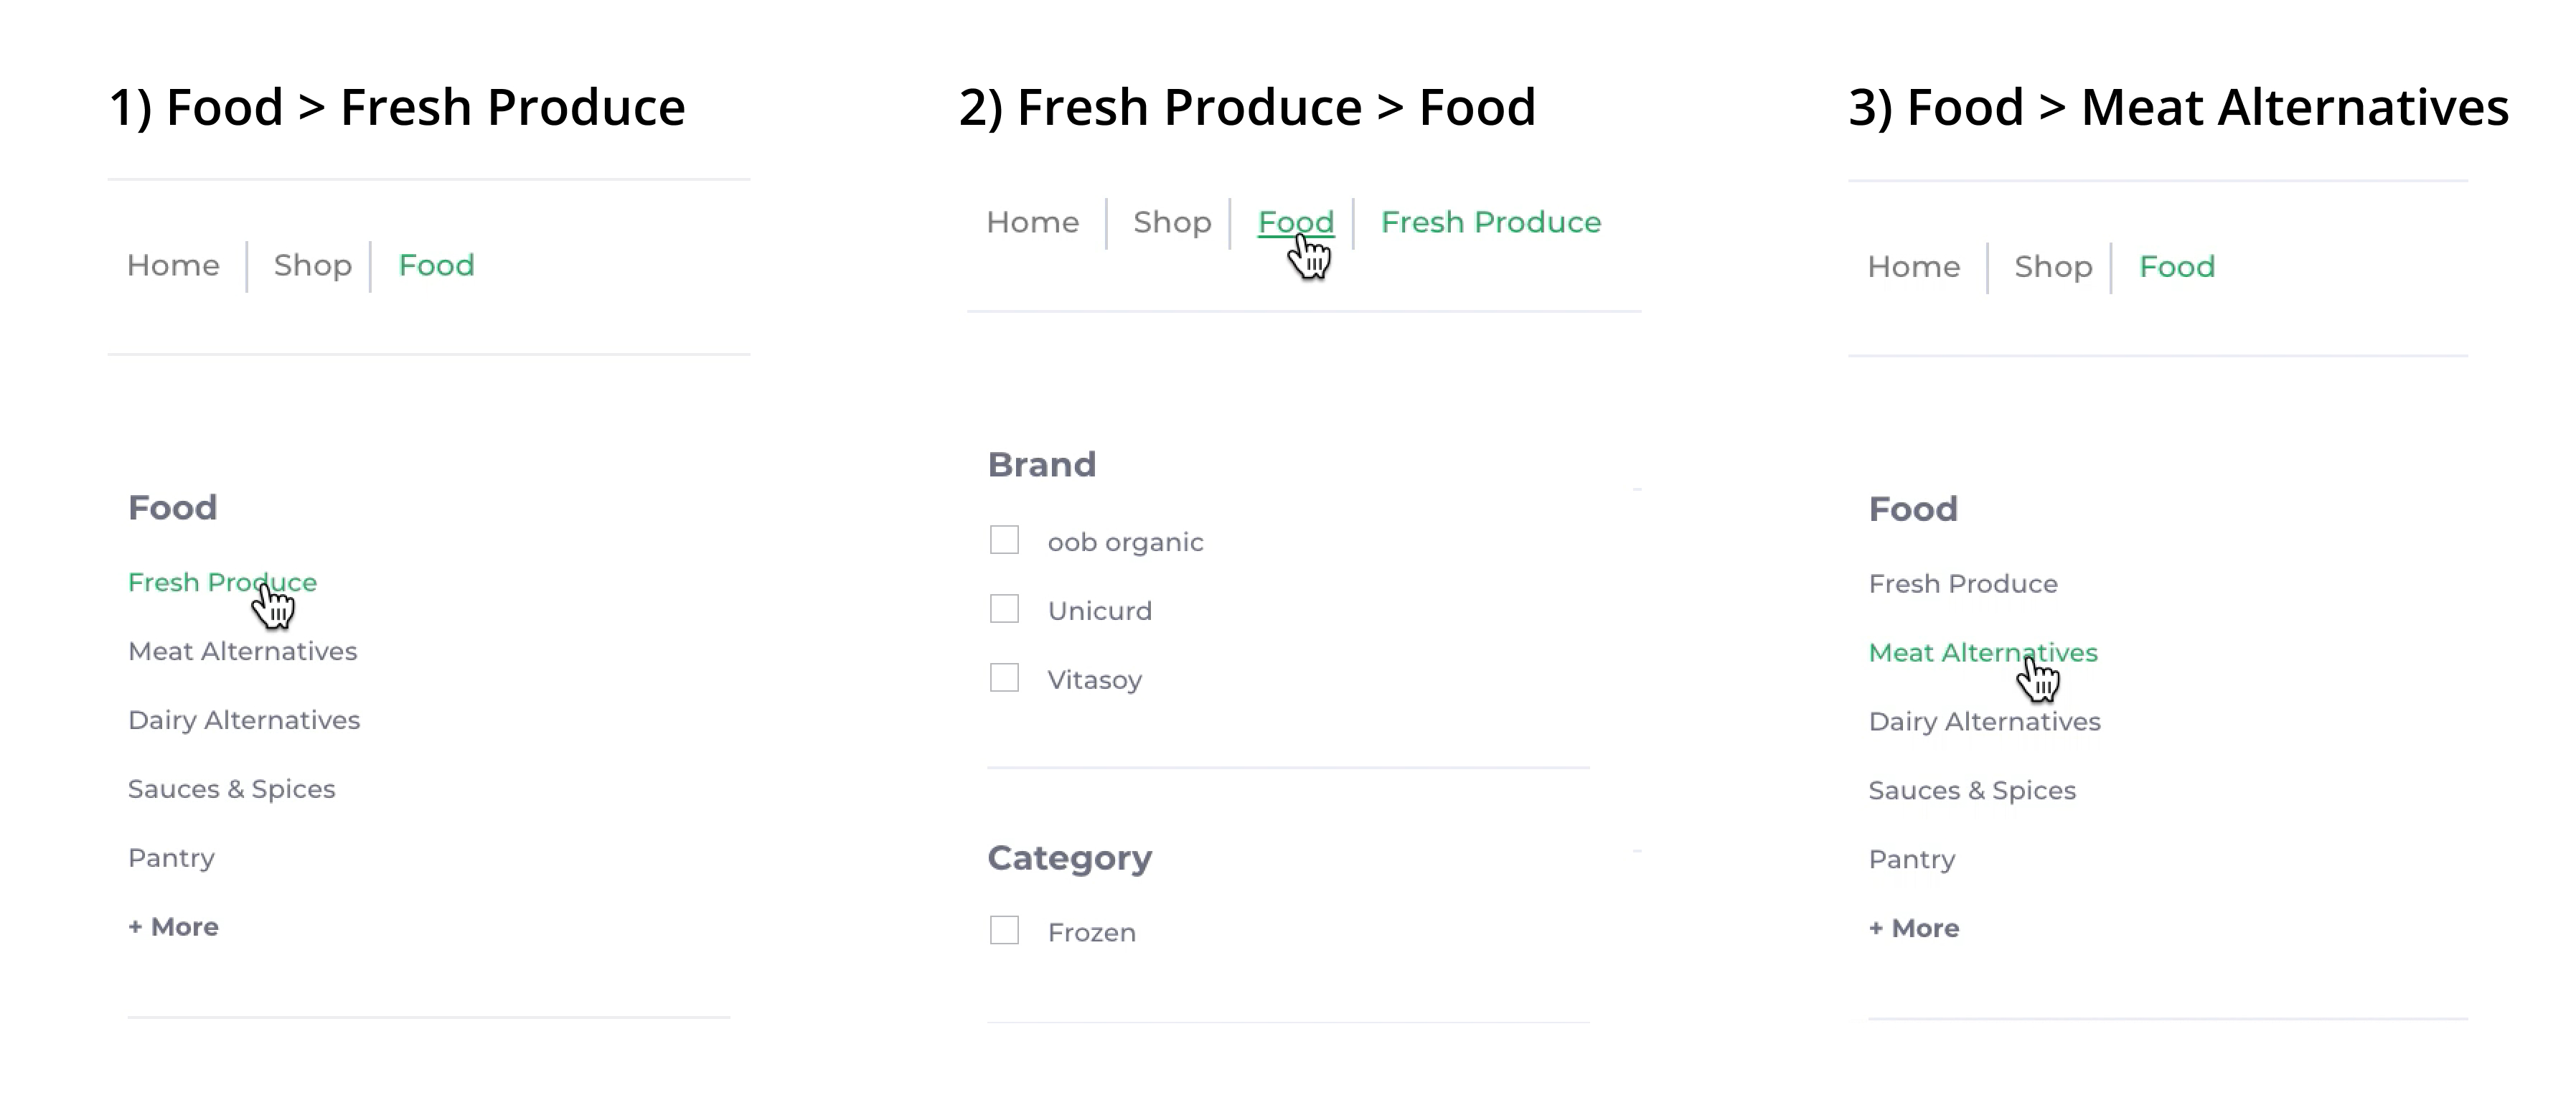 1) Food > Fresh Produce
Home
Shop
Food
Food
Fresh Produce
Meat Alternatives
Dairy Alternatives
Sauces & Spices
Pantry
+ More
2) Fresh Produce > Food
Home
Shop
Food
Fresh Produce
Brand
oob organic
Unicurd
Vitasoy
Category
Frozen
3) Food > Meat Alternatives
Home
Shop
Food
Food
Fresh Produce
Meat Alternatives
Dairy Alternatives
Sauces & Spices
Pantry
+ More